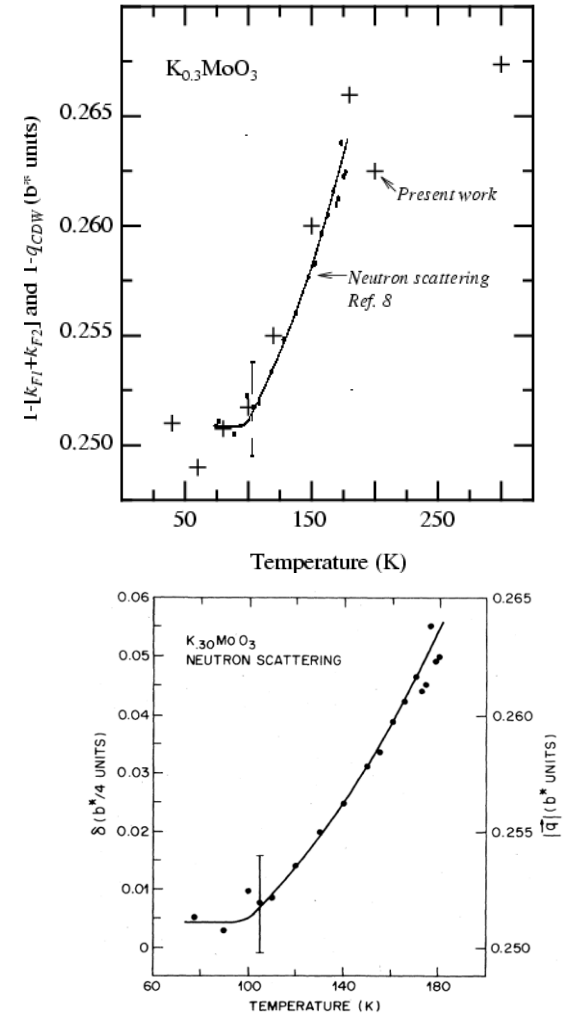 K0.3MoO3
0.265
0.260
0.255
0.250
1-[kF1+kF2] and 1-qCDW (b* units)
Present work
Neutron scattering
Ref. 8
50 150 250
Temperature (K)
0.06 0.265
K.30MoO3
NEUTRON SCATTERING
0.05
0.04 0.260
0.03
0.02 0.255
0.01
0 0.250
δ (b*/4 UNITS)
|q⃗| (b* UNITS)
60 100 140 180
TEMPERATURE (K)